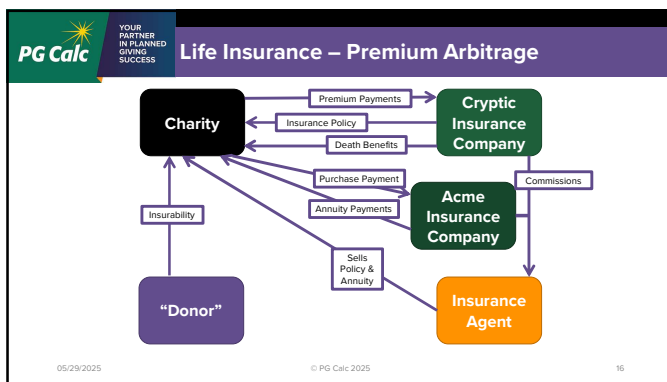 PG Calc
YOUR
PARTNER
IN PLANNED
GIVING
SUCCESS
Life Insurance – Premium Arbitrage
Charity
Premium Payments
Insurance Policy
Death Benefits
Cryptic
Insurance
Company
Purchase Payment
Annuity Payments
Commissions
Acme
Insurance
Company
Insurability
Sells
Policy &
Annuity
“Donor”
Insurance
Agent
05/29/2025
© PG Calc 2025
16